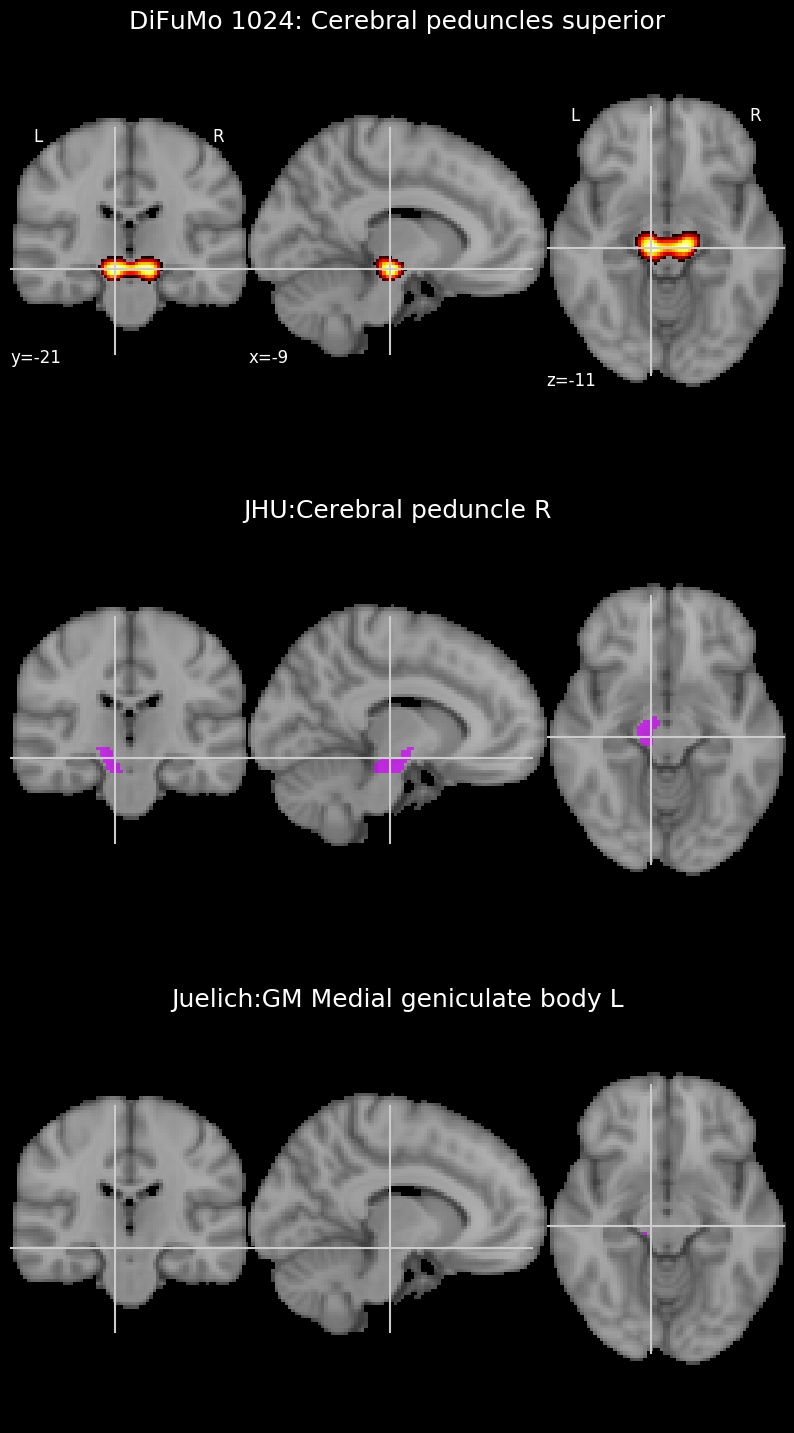 DiFuMo 1024: Cerebral peduncles superior
L R
L R
y=-21
x=-9
z=-11
JHU:Cerebral peduncle R
Juelich:GM Medial geniculate body L